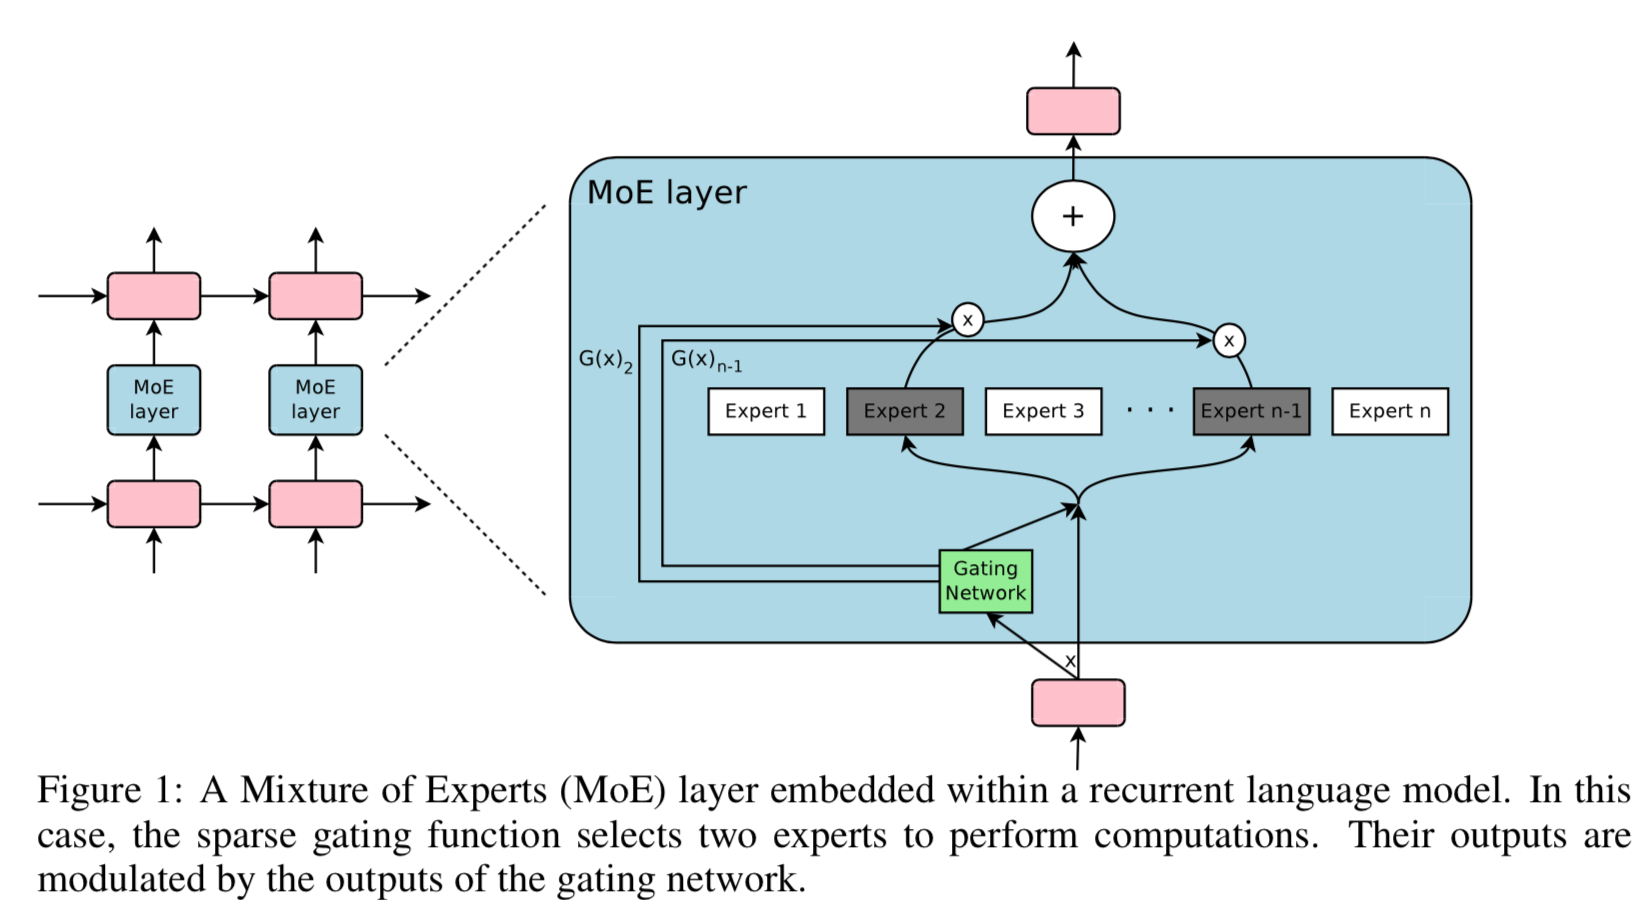 MoE layer
+
x
x
G(x)2
G(x)n-1
MoE
layer
MoE
layer
Expert 1
Expert 2
Expert 3
· · ·
Expert n-1
Expert n
Gating
Network
x
Figure 1: A Mixture of Experts (MoE) layer embedded within a recurrent language model. In this
case, the sparse gating function selects two experts to perform computations. Their outputs are
modulated by the outputs of the gating network.